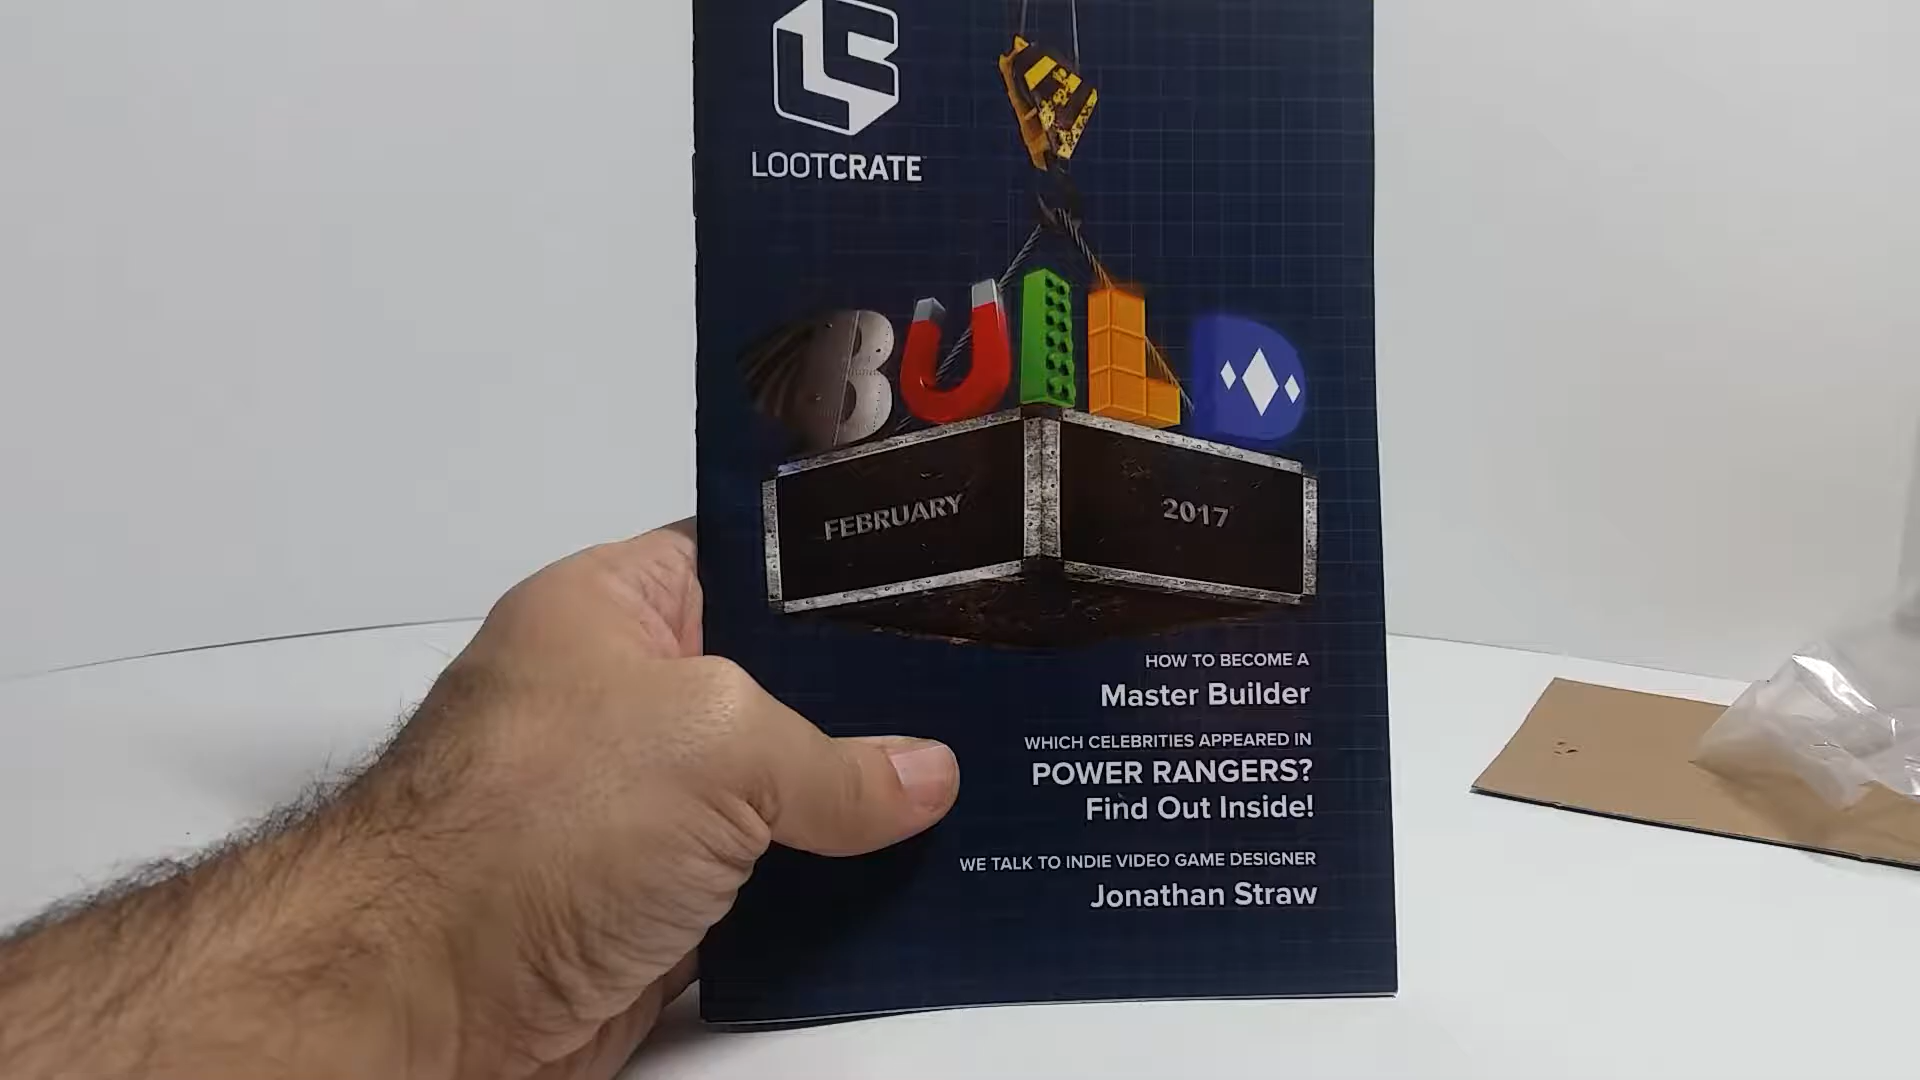 LOOTCRATE
BUILD
FEBRUARY 2017
HOW TO BECOME A
Master Builder
WHICH CELEBRITIES APPEARED IN
POWER RANGERS?
Find Out Inside!
WE TALK TO INDIE VIDEO GAME DESIGNER
Jonathan Straw